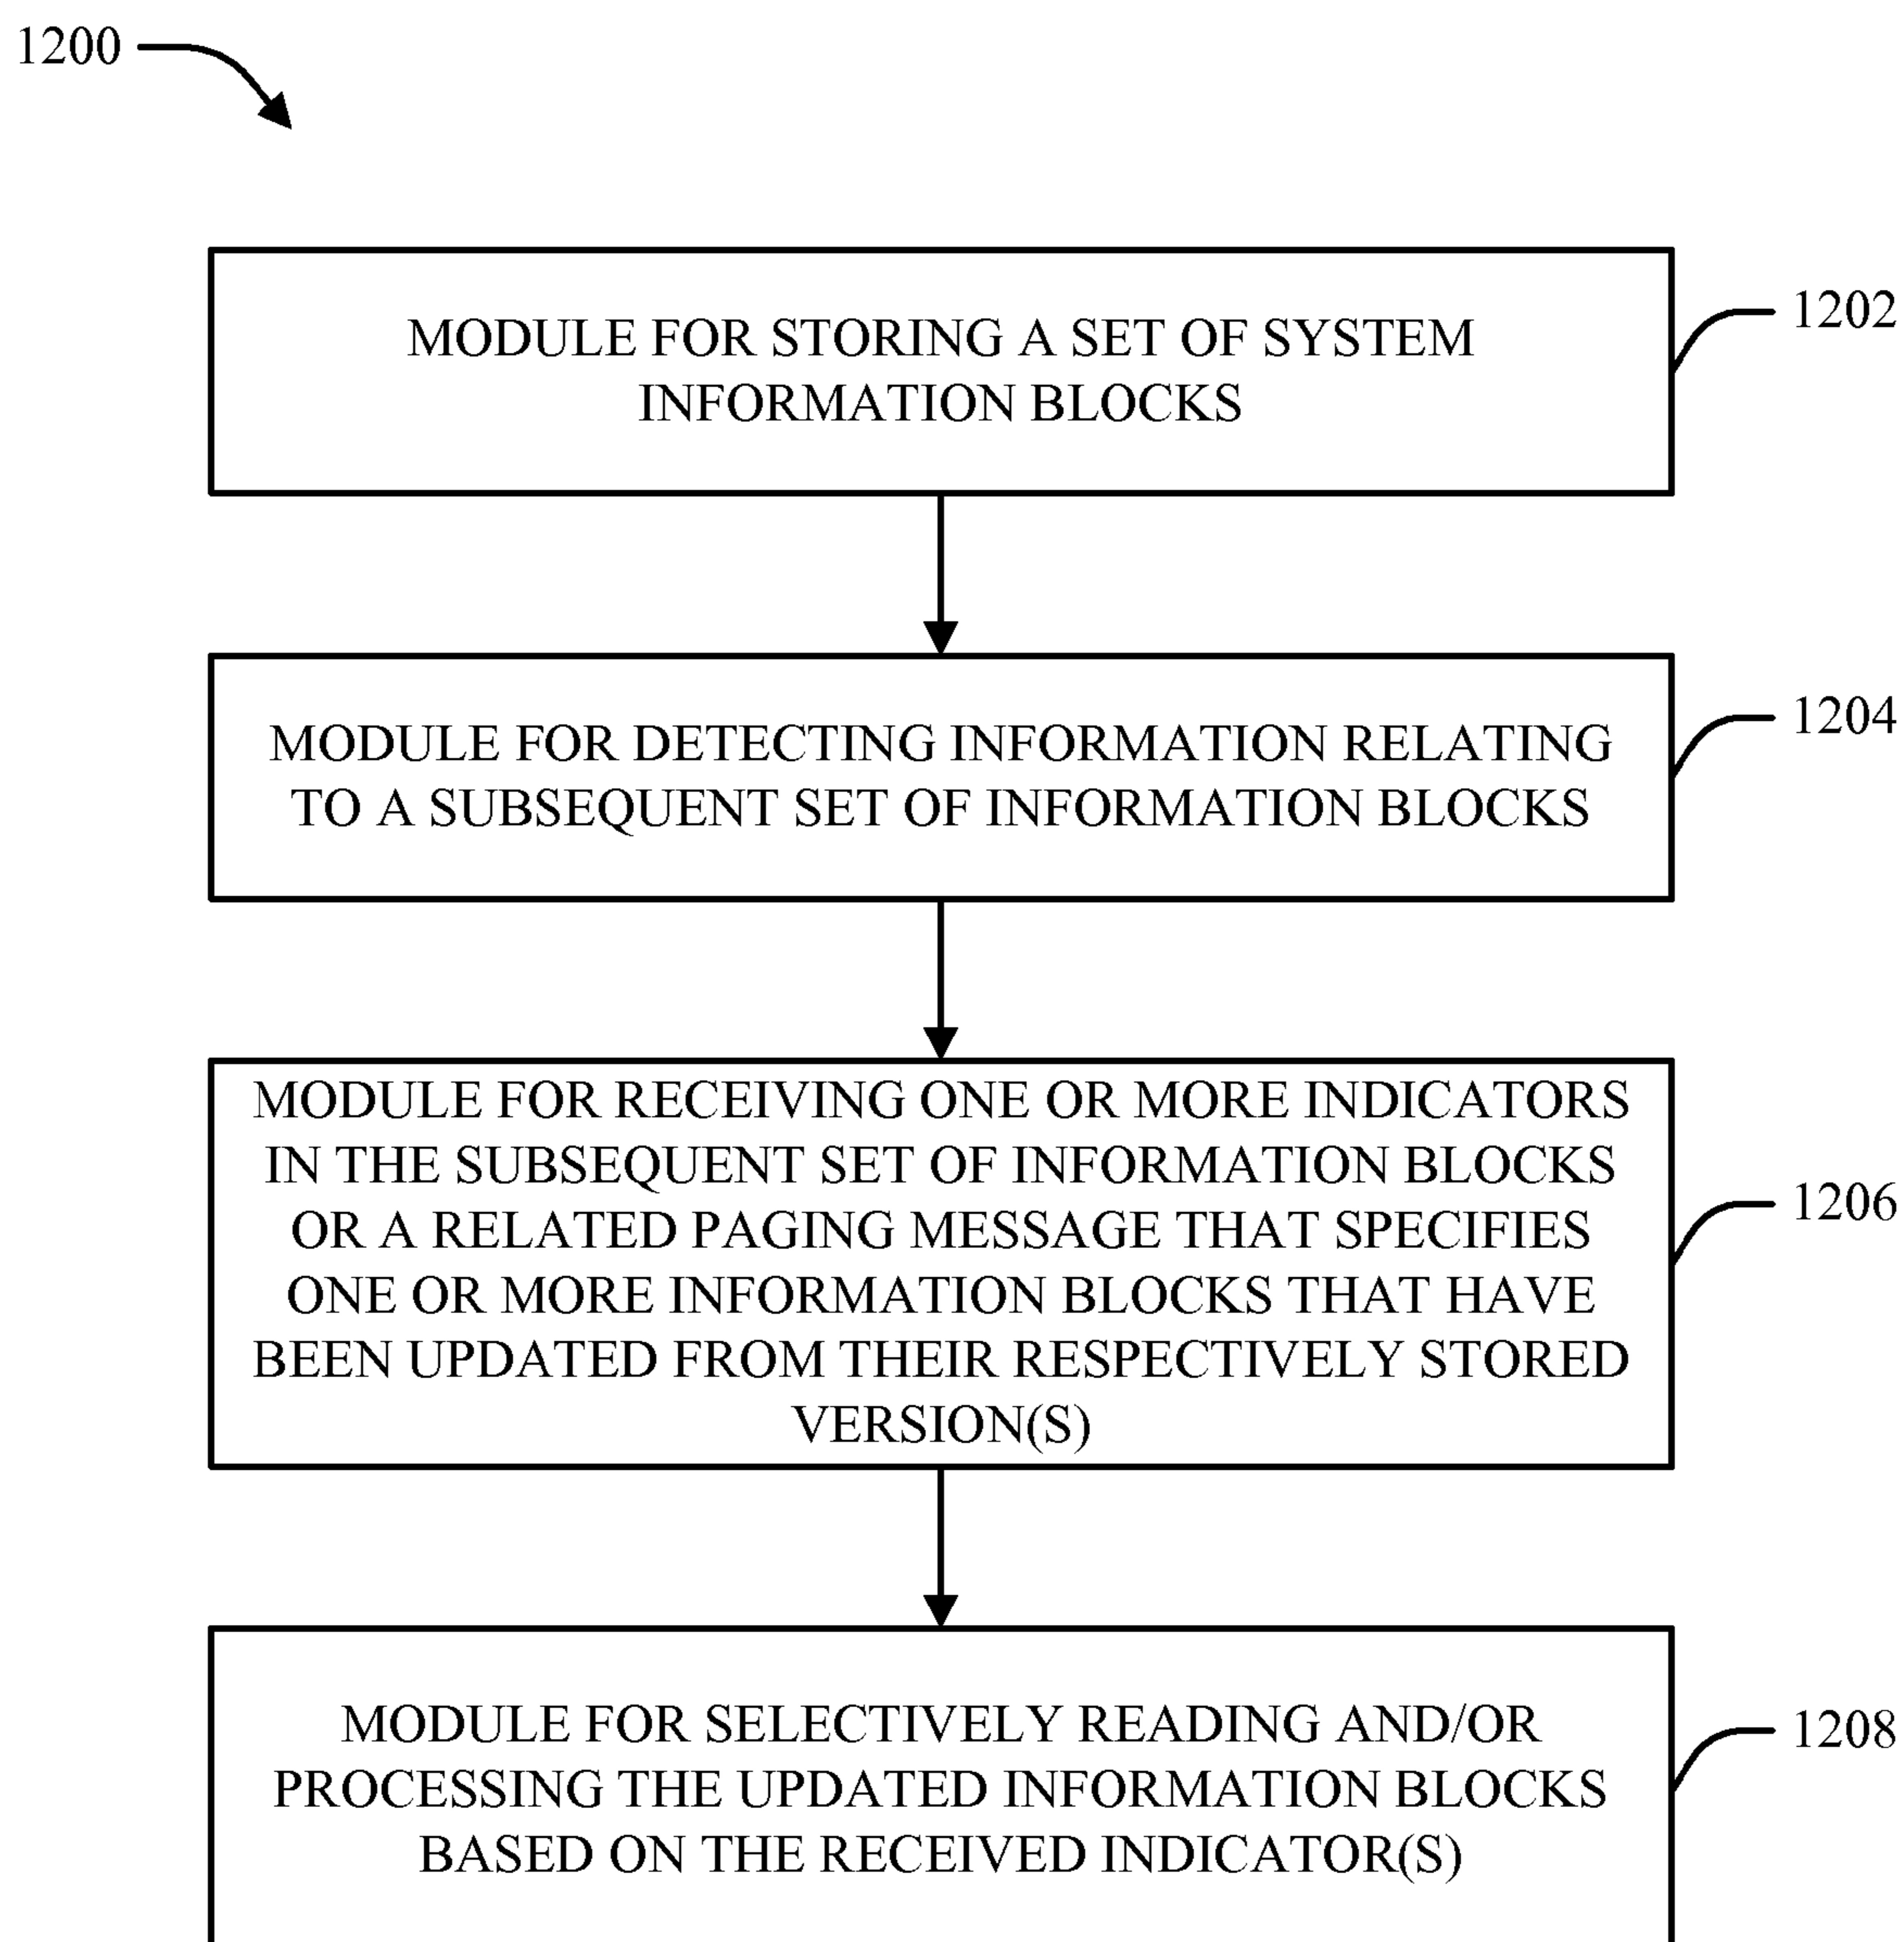 1200
MODULE FOR STORING A SET OF SYSTEM
INFORMATION BLOCKS
1202
MODULE FOR DETECTING INFORMATION RELATING
TO A SUBSEQUENT SET OF INFORMATION BLOCKS
1204
MODULE FOR RECEIVING ONE OR MORE INDICATORS
IN THE SUBSEQUENT SET OF INFORMATION BLOCKS
OR A RELATED PAGING MESSAGE THAT SPECIFIES
ONE OR MORE INFORMATION BLOCKS THAT HAVE
BEEN UPDATED FROM THEIR RESPECTIVELY STORED
VERSION(S)
1206
MODULE FOR SELECTIVELY READING AND/OR
PROCESSING THE UPDATED INFORMATION BLOCKS
BASED ON THE RECEIVED INDICATOR(S)
1208